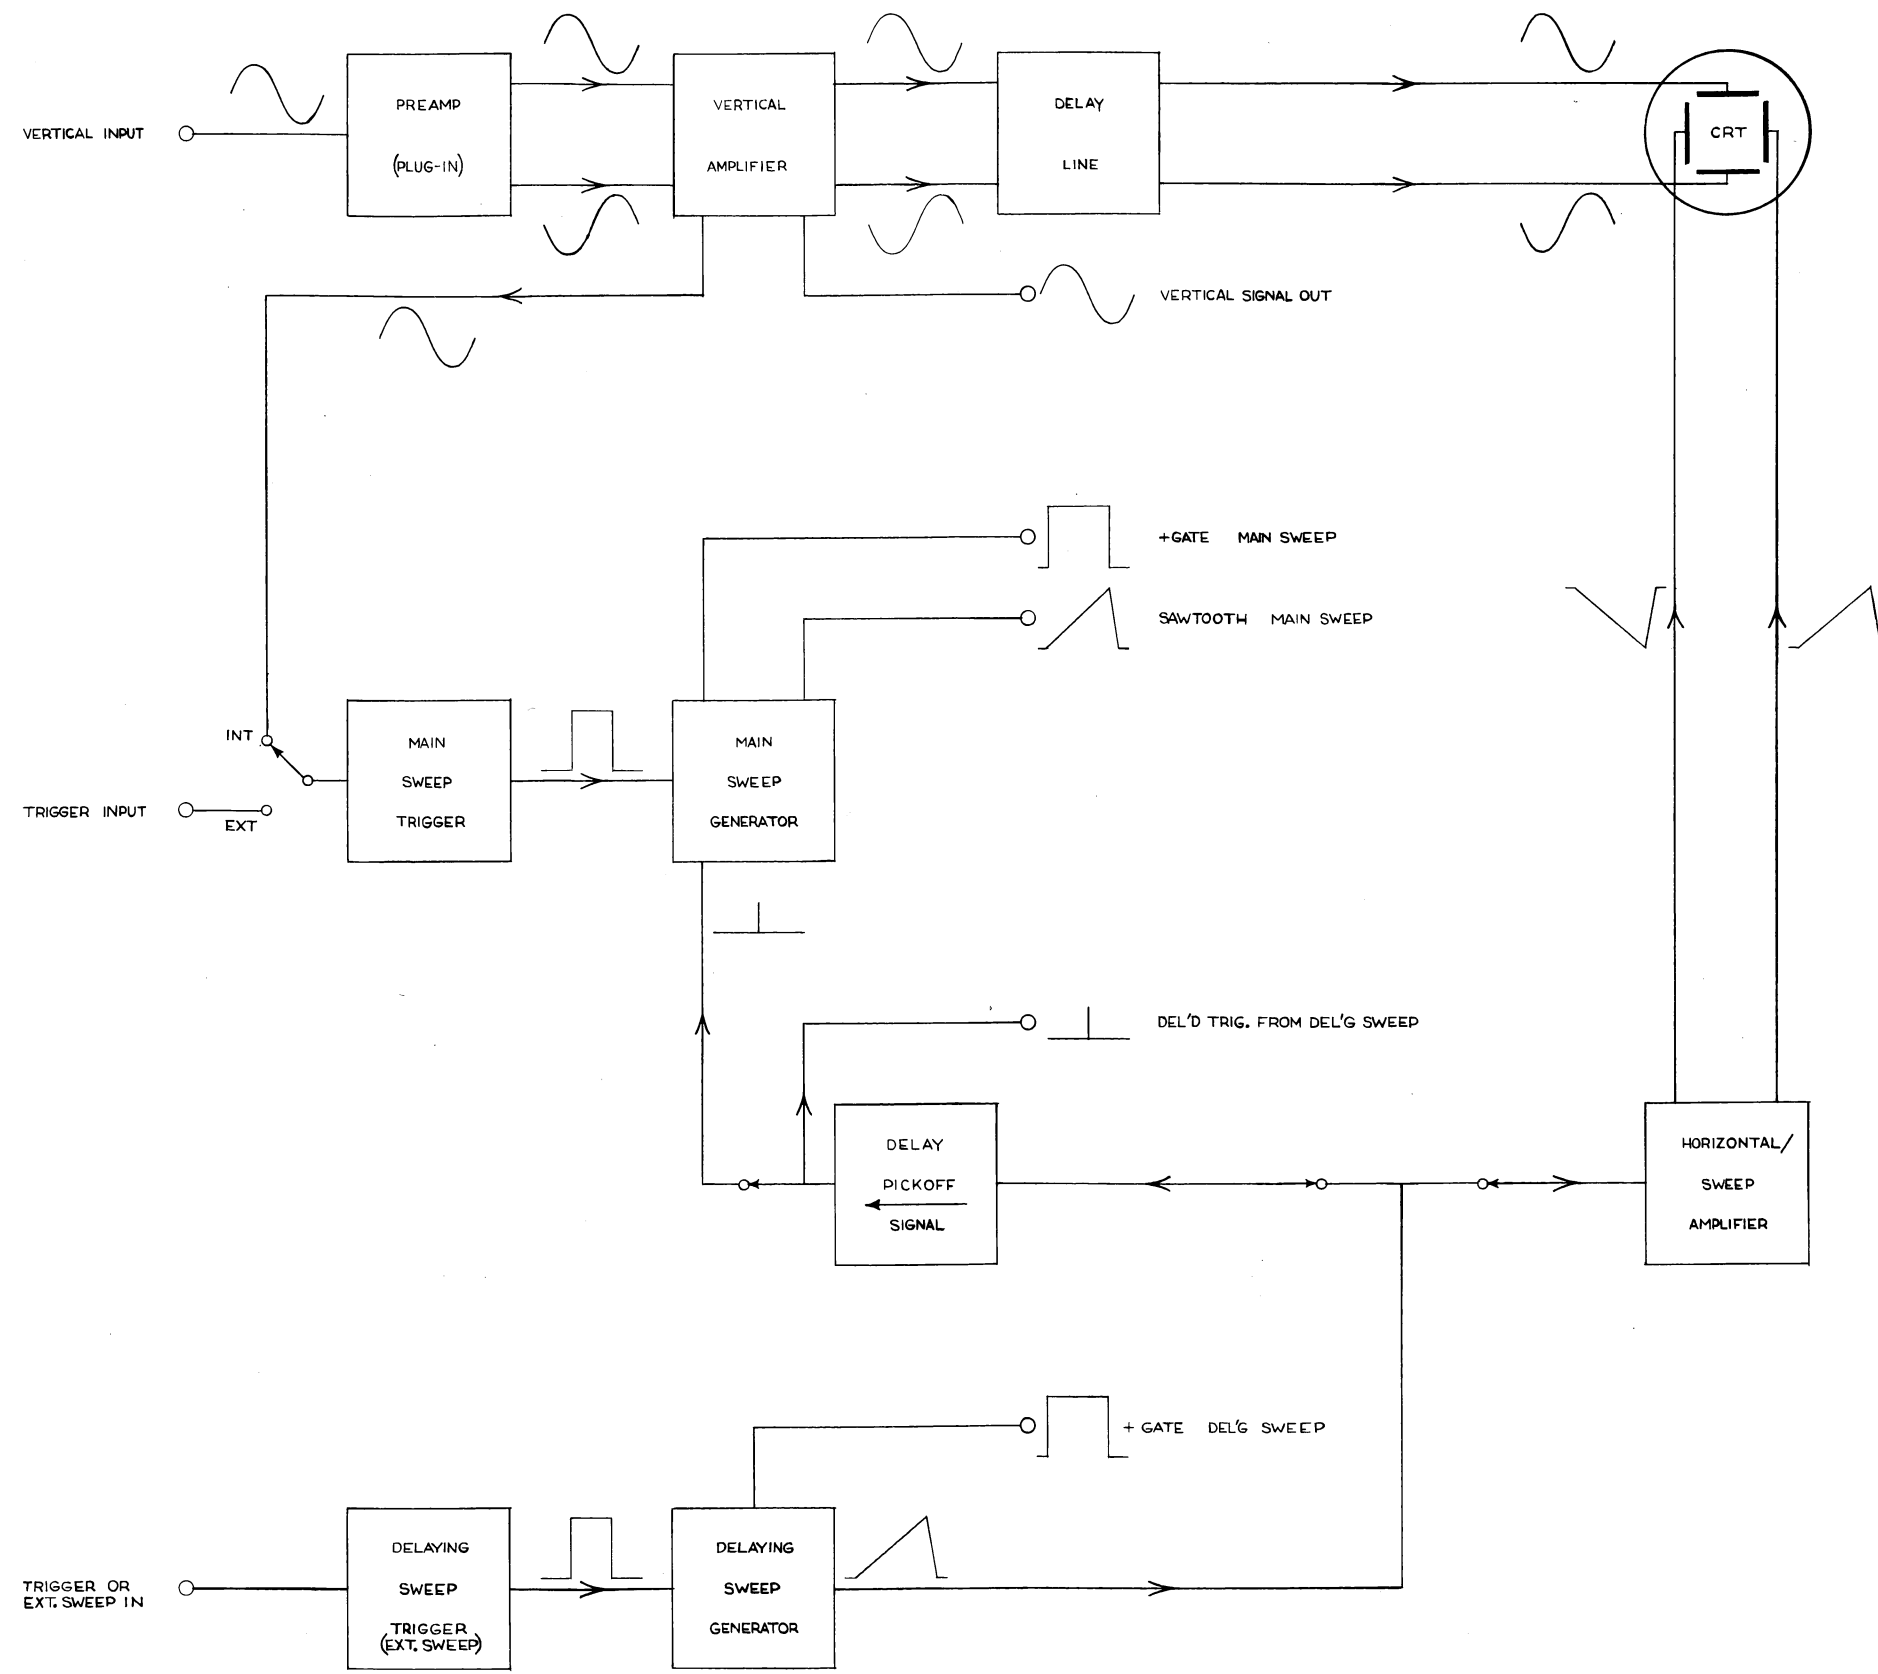 VERTICAL INPUT
PREAMP
(PLUG-IN)
VERTICAL
AMPLIFIER
DELAY
LINE
CRT
VERTICAL SIGNAL OUT
+GATE MAIN SWEEP
SAWTOOTH MAIN SWEEP
INT
TRIGGER INPUT
EXT
MAIN
SWEEP
TRIGGER
MAIN
SWEEP
GENERATOR
DEL'D TRIG. FROM DEL'G SWEEP
DELAY
PICKOFF
SIGNAL
HORIZONTAL/
SWEEP
AMPLIFIER
+ GATE DEL'G SWEEP
TRIGGER OR
EXT. SWEEP IN
DELAYING
SWEEP
TRIGGER
(EXT. SWEEP)
DELAYING
SWEEP
GENERATOR